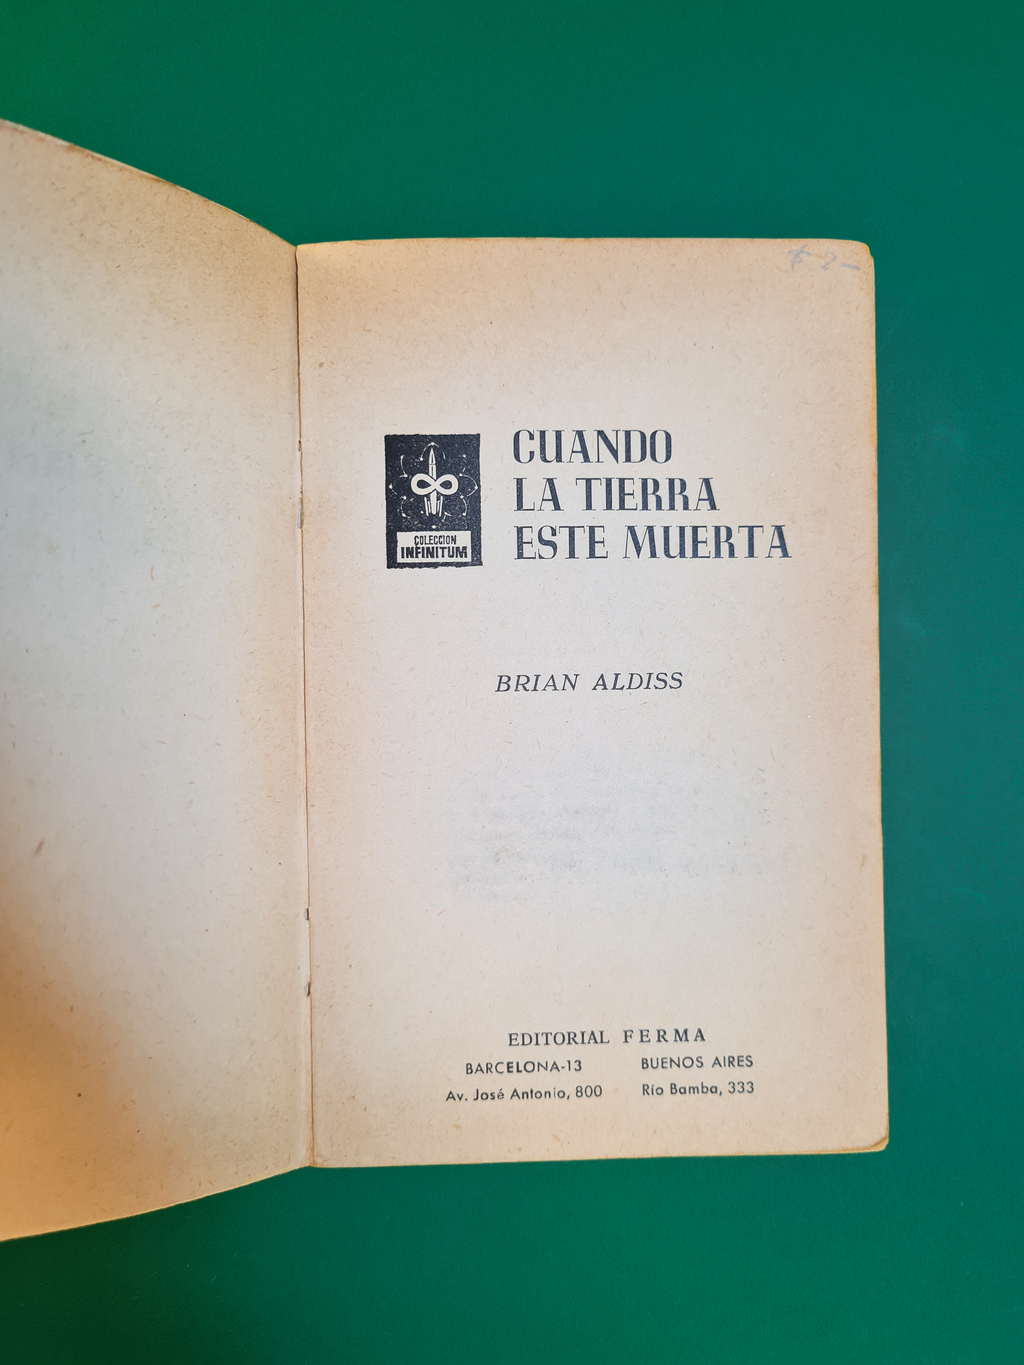 CUANDO
LA TIERRA
ESTE MUERTA
COLECCION
INFINITUM
BRIAN ALDISS
EDITORIAL FERMA
BARCELONA-13
Av. José Antonio, 800
BUENOS AIRES
Río Bamba, 333